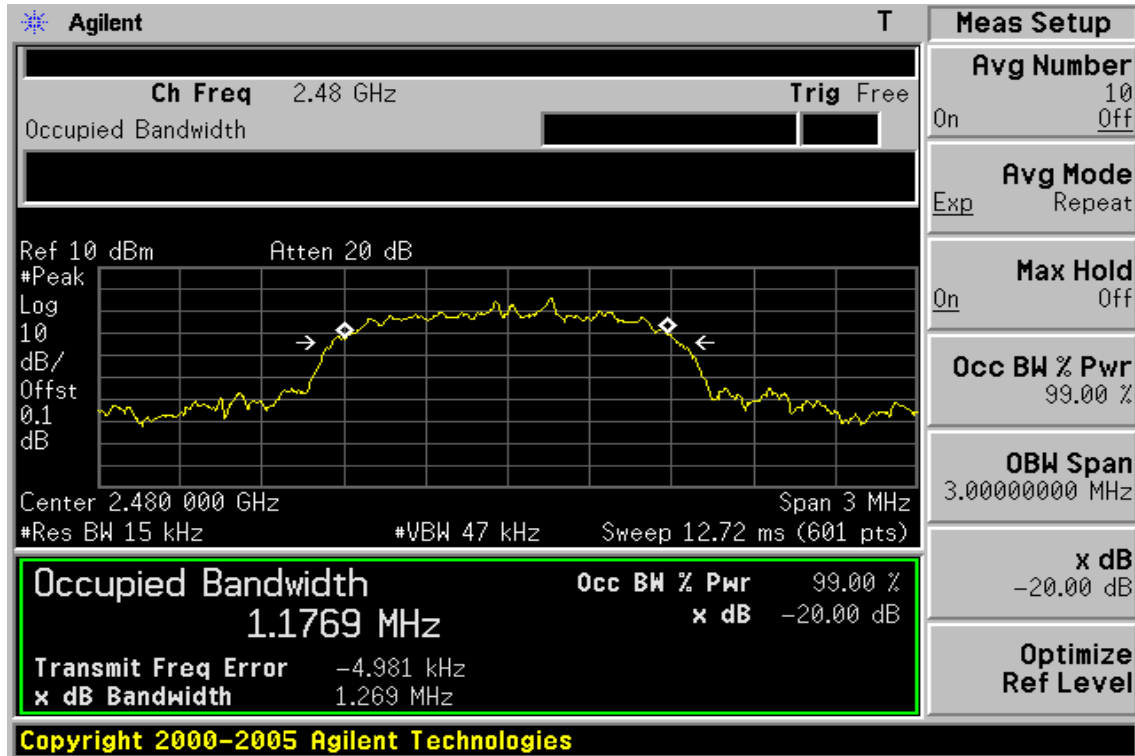 Agilent T
Ch Freq 2.48 GHz Trig Free
Occupied Bandwidth
Ref 10 dBm Atten 20 dB
#Peak
Log
10
dB/
Offst
0.1
dB
Center 2.480 000 GHz Span 3 MHz
#Res BW 15 kHz #VBW 47 kHz Sweep 12.72 ms (601 pts)
Occupied Bandwidth
1.1769 MHz
Occ BW % Pwr 99.00 %
x dB -20.00 dB
Transmit Freq Error -4.981 kHz
x dB Bandwidth 1.269 MHz
Copyright 2000-2005 Agilent Technologies
Meas Setup
Avg Number
10
On Off
Avg Mode
Exp Repeat
Max Hold
On Off
Occ BW % Pwr
99.00 %
OBW Span
3.00000000 MHz
x dB
-20.00 dB
Optimize
Ref Level